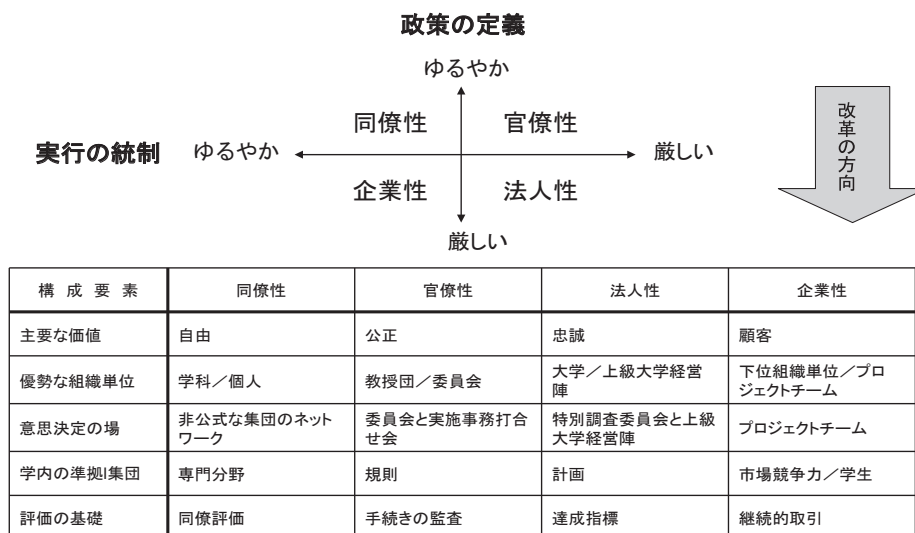 政策の定義
ゆるやか
同僚性 官僚性
実行の統制 ゆるやか 厳しい
企業性 法人性
厳しい
改革の方向
構成要素 同僚性 官僚性 法人性 企業性
主要な価値 自由 公正 忠誠 顧客
優勢な組織単位 学科／個人 教授団／委員会 大学／上級大学経営
陣 下位組織単位／プロ
ジェクトチーム
意思決定の場 非公式な集団のネット
ワーク 委員会と実施事務打合
せ会 特別調査委員会と上級
大学経営陣 プロジェクトチーム
学内の準拠l集団 専門分野 規則 計画 市場競争力／学生
評価の基礎 同僚評価 手続きの監査 達成指標 継続的取引